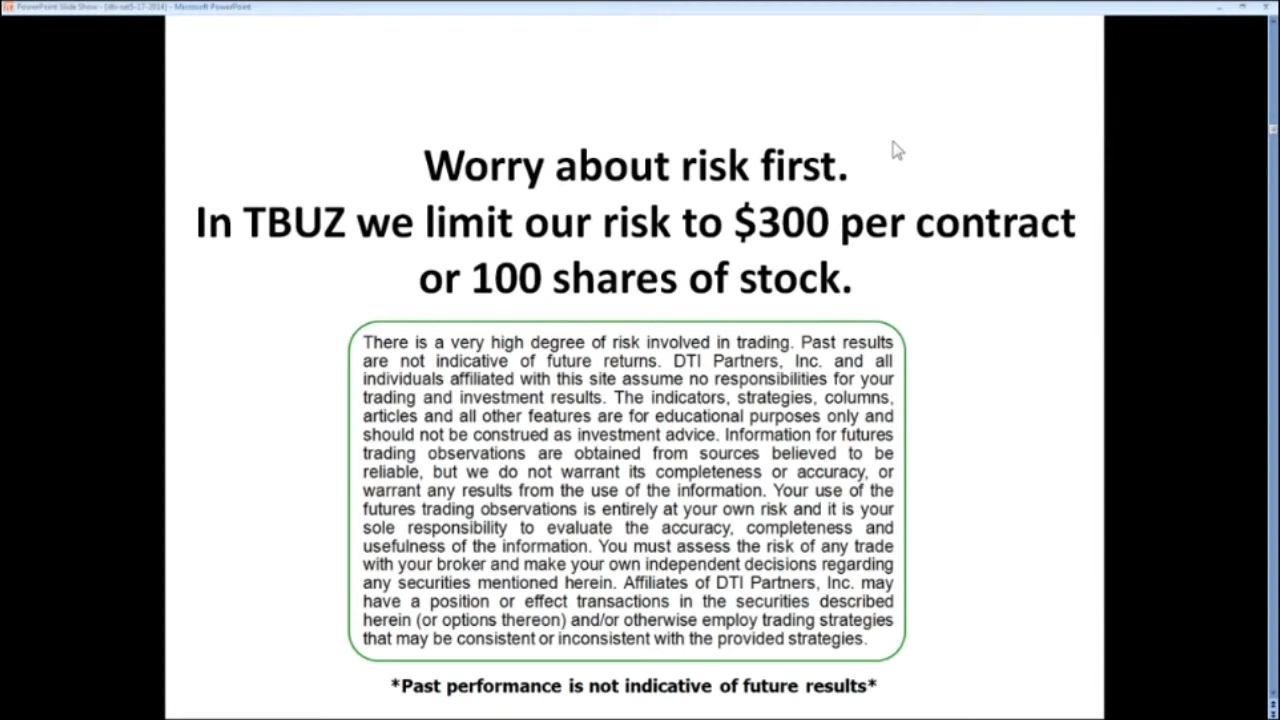 PowerPoint Slide Show - [dti-sat5-17-2014] - Microsoft PowerPoint
Worry about risk first.
In TBUZ we limit our risk to $300 per contract
or 100 shares of stock.
There is a very high degree of risk involved in trading. Past results
are not indicative of future returns. DTI Partners, Inc. and all
individuals affiliated with this site assume no responsibilities for your
trading and investment results. The indicators, strategies, columns,
articles and all other features are for educational purposes only and
should not be construed as investment advice. Information for futures
trading observations are obtained from sources believed to be
reliable, but we do not warrant its completeness or accuracy, or
warrant any results from the use of the information. Your use of the
futures trading observations is entirely at your own risk and it is your
sole responsibility to evaluate the accuracy, completeness and
usefulness of the information. You must assess the risk of any trade
with your broker and make your own independent decisions regarding
any securities mentioned herein. Affiliates of DTI Partners, Inc. may
have a position or effect transactions in the securities described
herein (or options thereon) and/or otherwise employ trading strategies
that may be consistent or inconsistent with the provided strategies.
*Past performance is not indicative of future results*